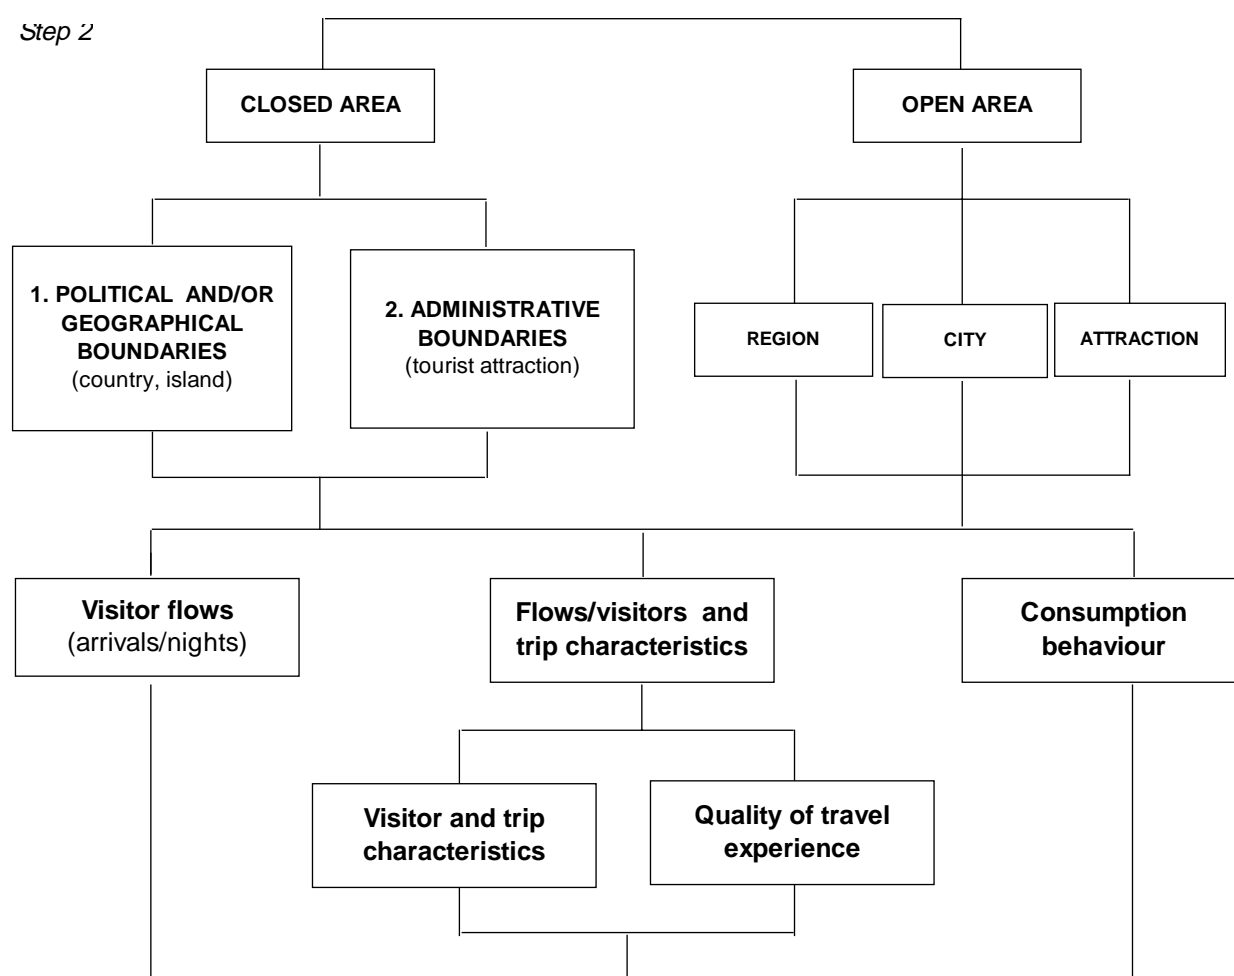 Step 2
CLOSED AREA
OPEN AREA
1. POLITICAL AND/OR
GEOGRAPHICAL
BOUNDARIES
(country, island)
2. ADMINISTRATIVE
BOUNDARIES
(tourist attraction)
REGION
CITY
ATTRACTION
Visitor flows
(arrivals/nights)
Flows/visitors and
trip characteristics
Consumption
behaviour
Visitor and trip
characteristics
Quality of travel
experience